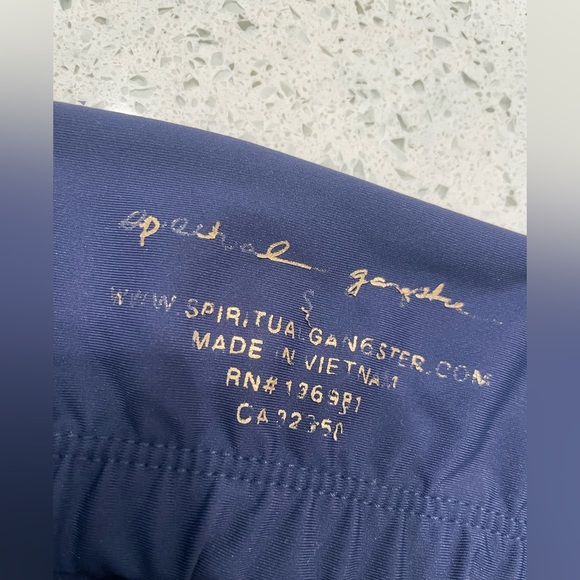 spiritual gangster
S
WWW.SPIRITUALGANGSTER.COM
MADE IN VIETNAM
RN#136981